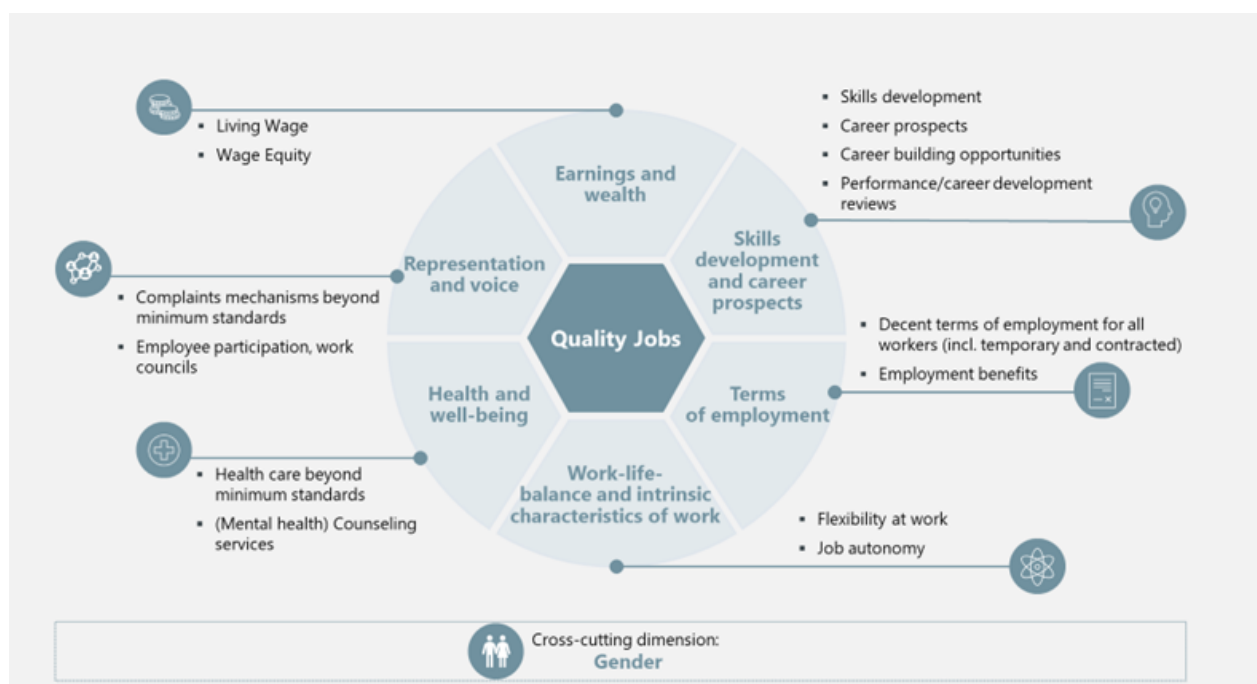 ▪ Living Wage
▪ Wage Equity
Earnings and
wealth
▪ Skills development
▪ Career prospects
▪ Career building opportunities
▪ Performance/career development
reviews
Skills
development
and career
prospects
Representation
and voice
▪ Complaints mechanisms beyond
minimum standards
▪ Employee participation, work
councils
Quality Jobs
▪ Decent terms of employment for all
workers (incl. temporary and contracted)
▪ Employment benefits
Terms
of employment
Health and
well-being
▪ Health care beyond
minimum standards
▪ (Mental health) Counseling
services
Work-life-
balance and intrinsic
characteristics of work
▪ Flexibility at work
▪ Job autonomy
Cross-cutting dimension:
Gender